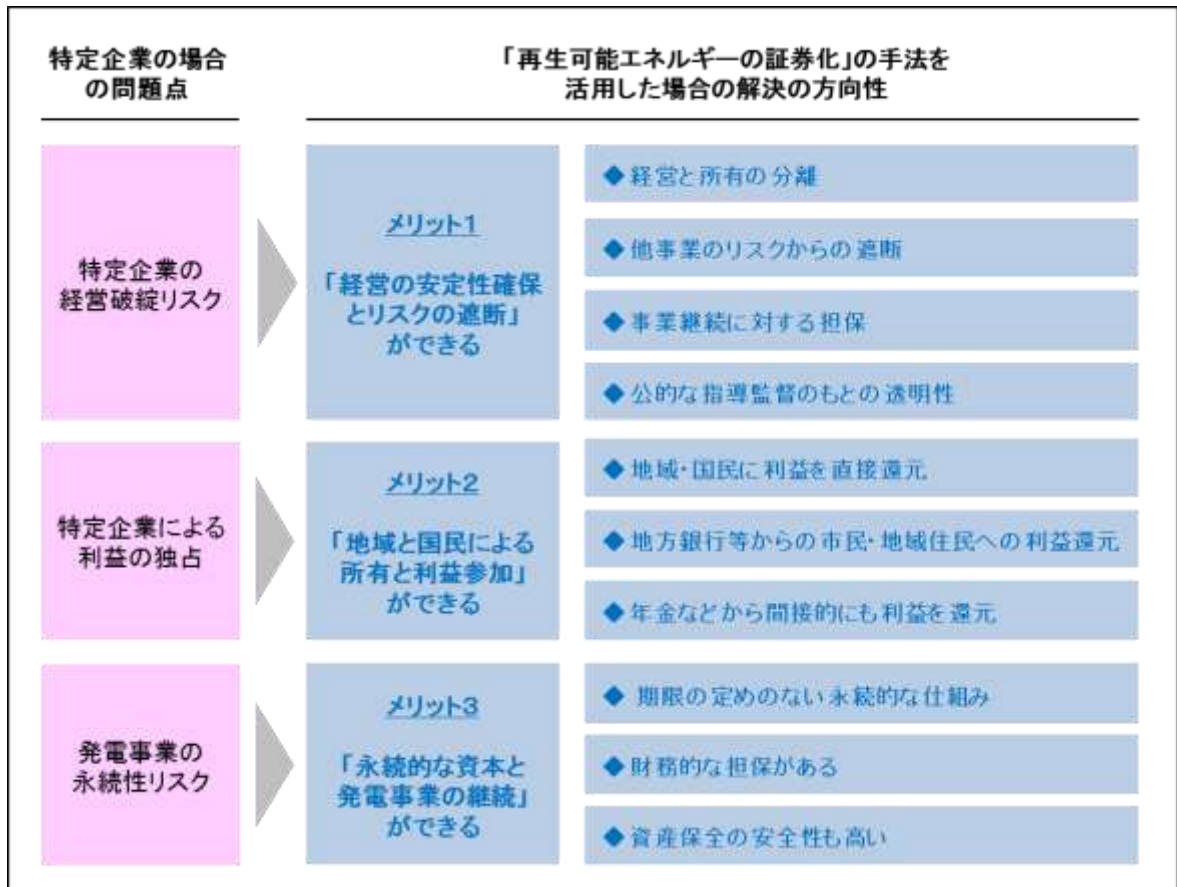 特定企業の場合
の問題点
「再生可能エネルギーの証券化」の手法を
活用した場合の解決の方向性
特定企業の
経営破綻リスク
メリット1
「経営の安定性確保
とリスクの遮断」
ができる
◆経営と所有の分離
◆他事業のリスクからの遮断
◆事業継続に対する担保
◆公的な指導監督のもとの透明性
特定企業による
利益の独占
メリット2
「地域と国民による
所有と利益参加」
ができる
◆地域・国民に利益を直接還元
◆地方銀行等からの市民・地域住民への利益還元
◆年金などから間接的にも利益を還元
発電事業の
永続性リスク
メリット3
「永続的な資本と
発電事業の継続」
ができる
◆ 期限の定めのない永続的な仕組み
◆財務的な担保がある
◆資産保全の安全性も高い